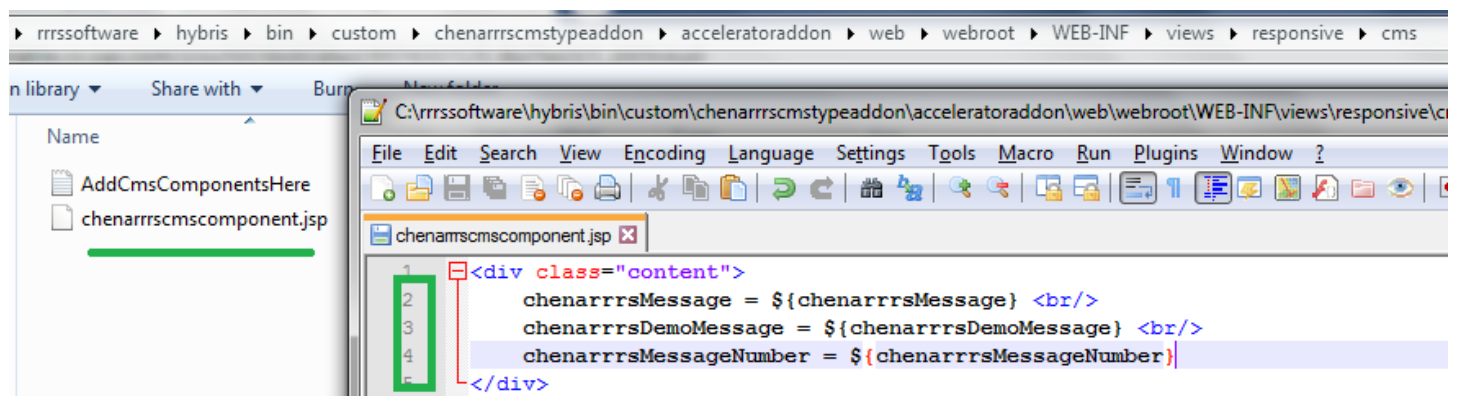 rrrssoftware ▸ hybris ▸ bin ▸ custom ▸ chenarrrscmstypeaddon ▸ acceleratoraddon ▸ web ▸ webroot ▸ WEB-INF ▸ views ▸ responsive ▸ cms
n library Share with Burn New folder
Name
AddCmsComponentsHere
chenarrrscmscomponent.jsp
C:\rrrssoftware\hybris\bin\custom\chenarrrscmstypeaddon\acceleratoraddon\web\webroot\WEB-INF\views\responsive\c
File Edit Search View Encoding Language Settings Tools Macro Run Plugins Window ?
chenarrrscmscomponent.jsp
1 <div class="content">
2 chenarrrsMessage = ${chenarrrsMessage} <br/>
3 chenarrrsDemoMessage = ${chenarrrsDemoMessage} <br/>
4 chenarrrsMessageNumber = ${chenarrrsMessageNumber}
5 </div>